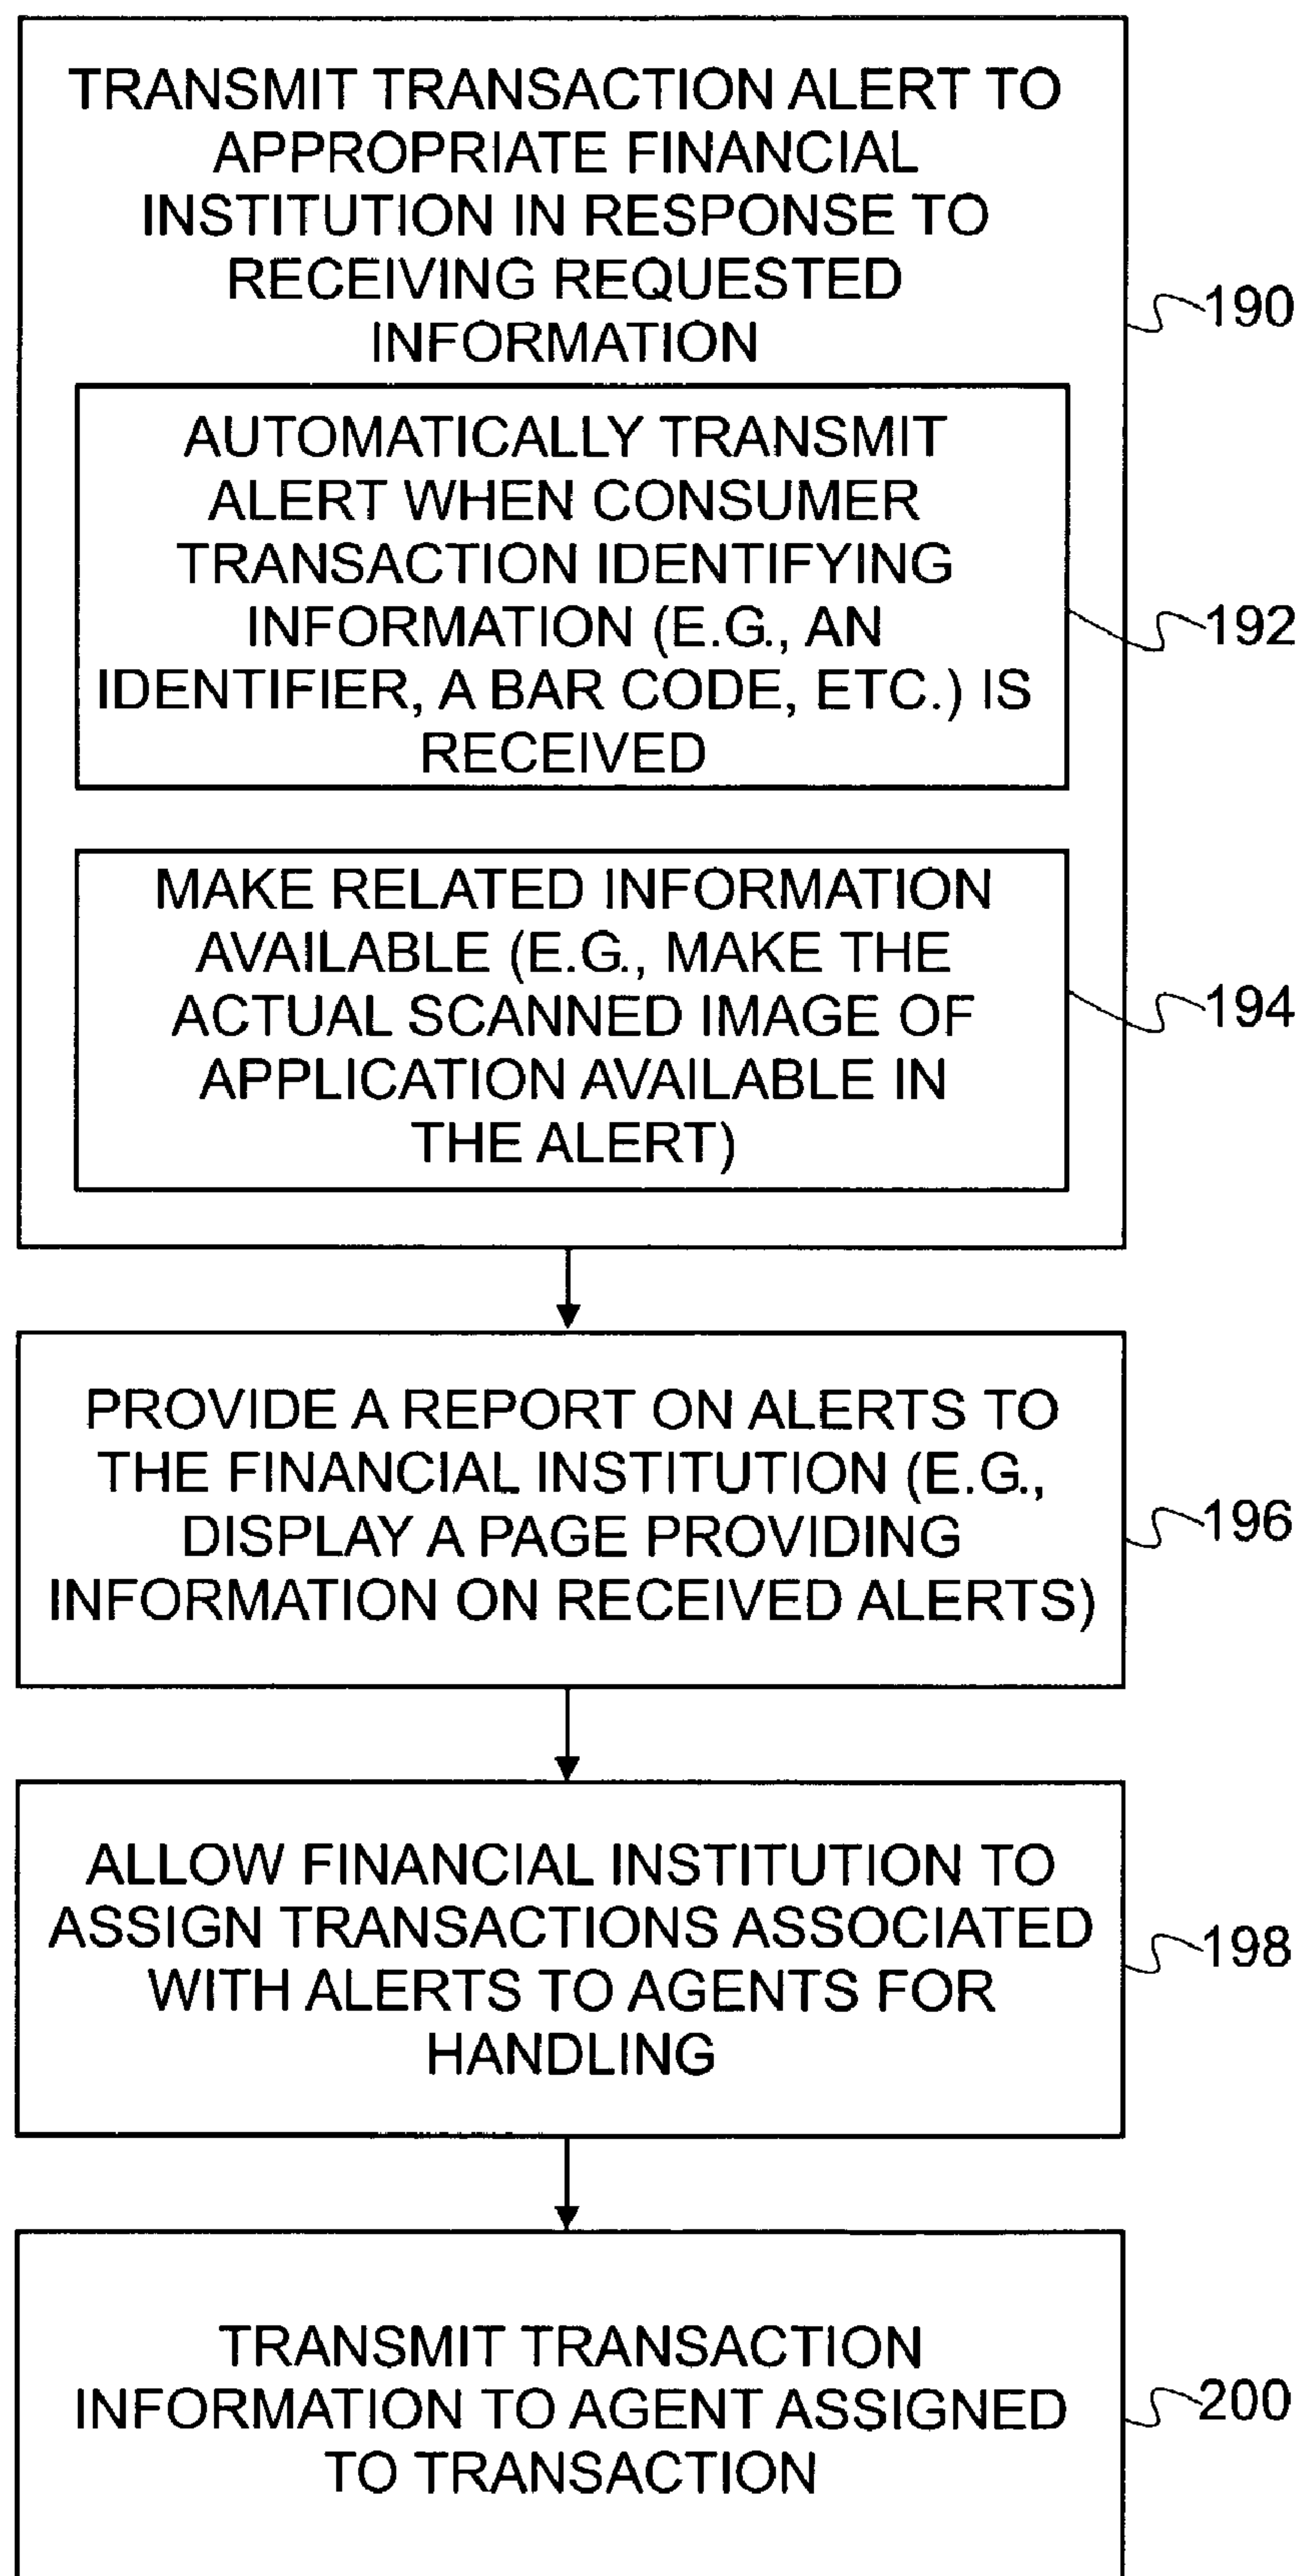 TRANSMIT TRANSACTION ALERT TO
APPROPRIATE FINANCIAL
INSTITUTION IN RESPONSE TO
RECEIVING REQUESTED
INFORMATION
190
AUTOMATICALLY TRANSMIT
ALERT WHEN CONSUMER
TRANSACTION IDENTIFYING
INFORMATION (E.G., AN
IDENTIFIER, A BAR CODE, ETC.) IS
RECEIVED
192
MAKE RELATED INFORMATION
AVAILABLE (E.G., MAKE THE
ACTUAL SCANNED IMAGE OF
APPLICATION AVAILABLE IN
THE ALERT)
194
PROVIDE A REPORT ON ALERTS TO
THE FINANCIAL INSTITUTION (E.G.,
DISPLAY A PAGE PROVIDING
INFORMATION ON RECEIVED ALERTS)
196
ALLOW FINANCIAL INSTITUTION TO
ASSIGN TRANSACTIONS ASSOCIATED
WITH ALERTS TO AGENTS FOR
HANDLING
198
TRANSMIT TRANSACTION
INFORMATION TO AGENT ASSIGNED
TO TRANSACTION
200